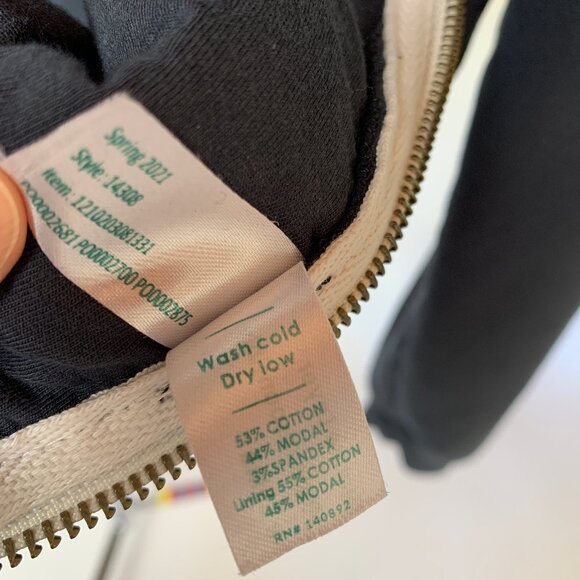 Spring 2021
Style: 14308
Item: 1210203081331
PO0002681 PO0002700 PO0002875
Wash cold
Dry low
53% COTTON
44% MODAL
3%SPANDEX
Lining 55% COTTON
45% MODAL
RN# 140892